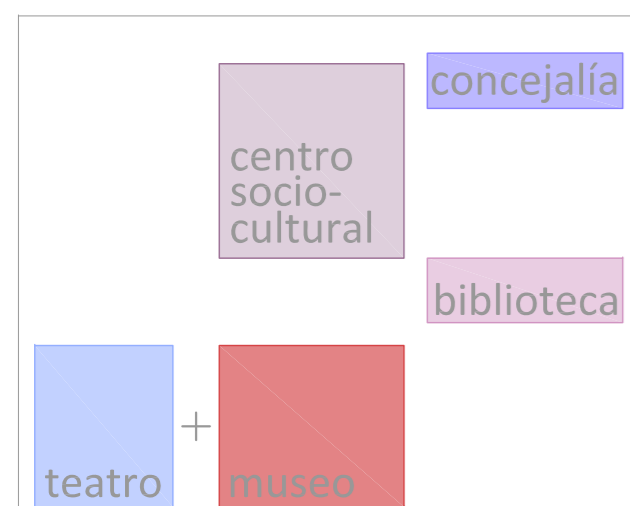 concejalía
centro
socio-
cultural
biblioteca
+
teatro
museo